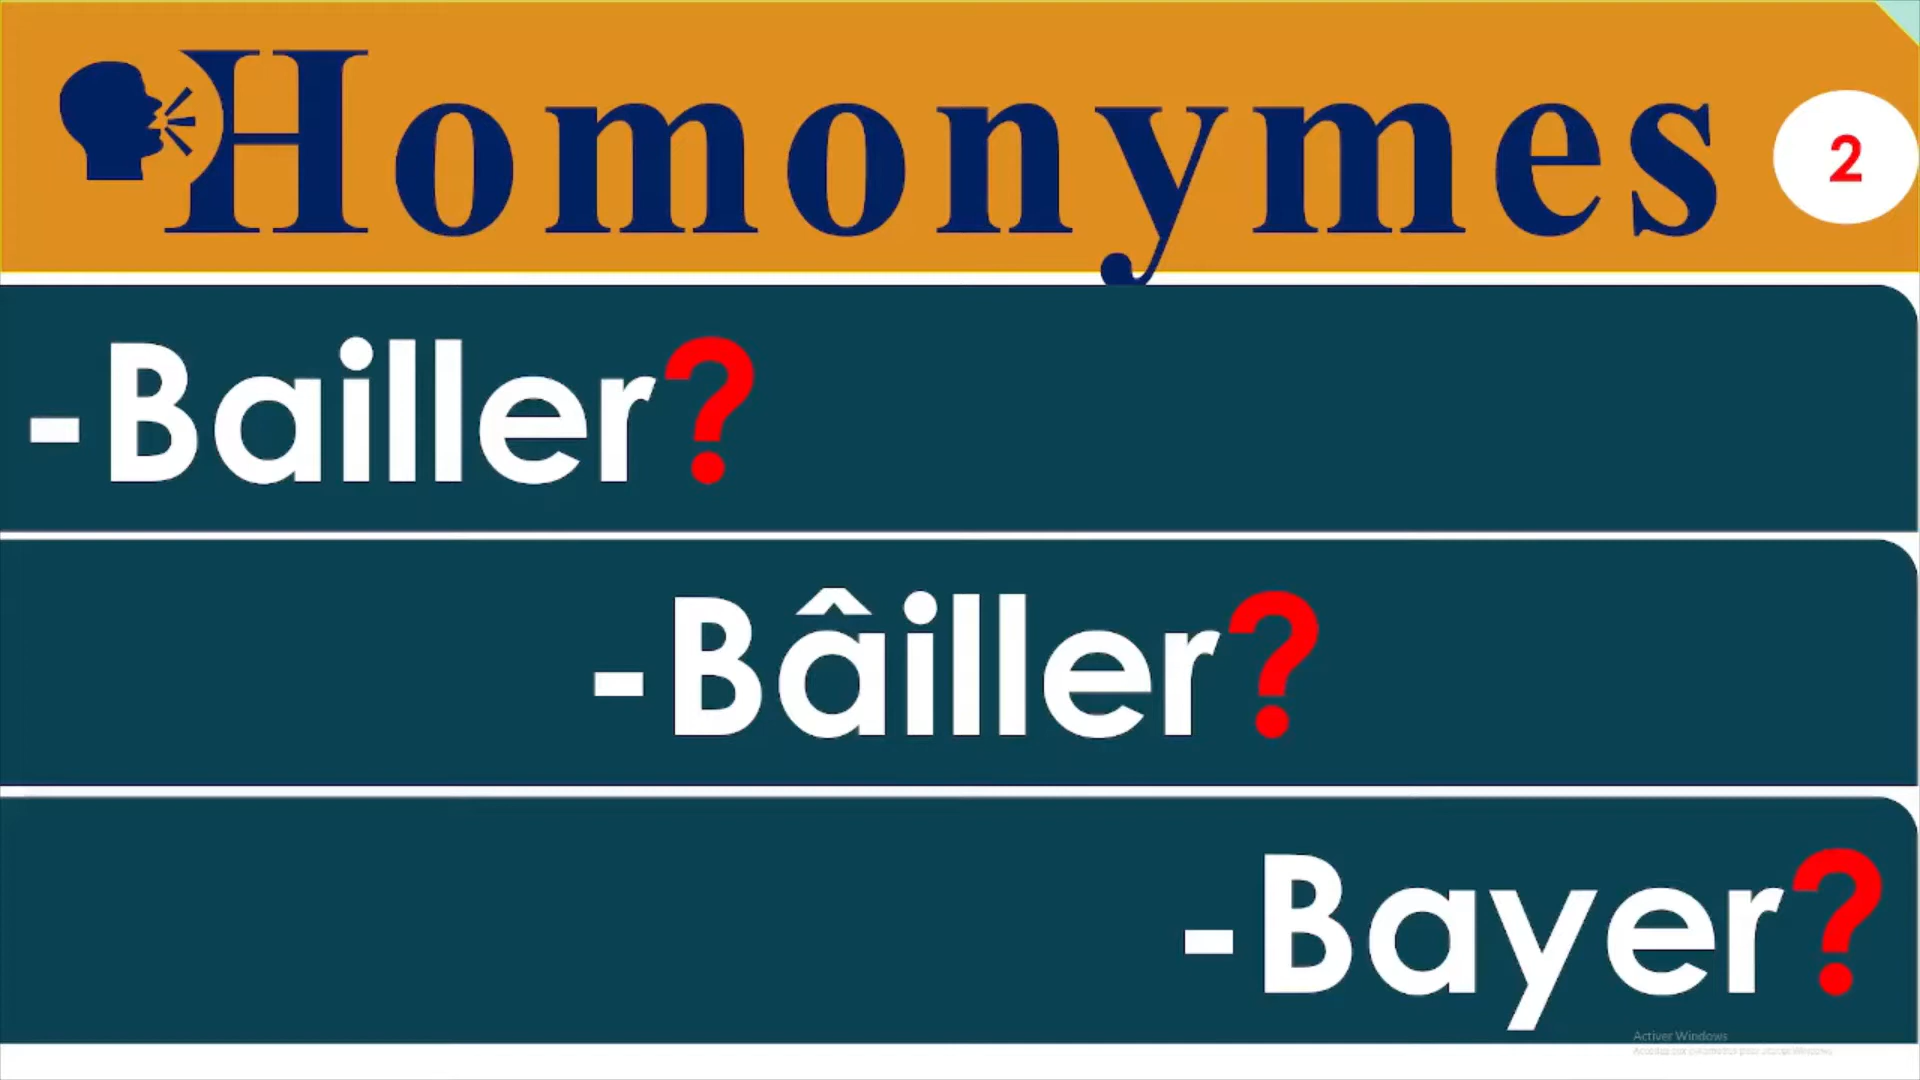 Homonymes
2
-Bailler?
-Bâiller?
-Bayer?
Activer Windows